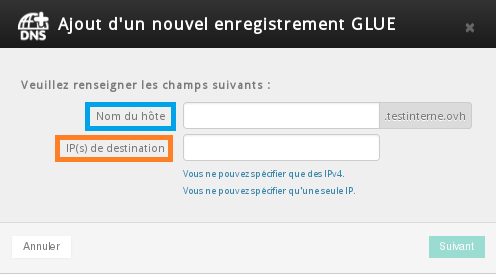 DNS
Ajout d'un nouvel enregistrement GLUE
×
Veuillez renseigner les champs suivants :
Nom du hôte
.testinterne.ovh
IP(s) de destination
Vous ne pouvez spécifier que des IPv4.
Vous ne pouvez spécifier qu'une seule IP.
Annuler
Suivant